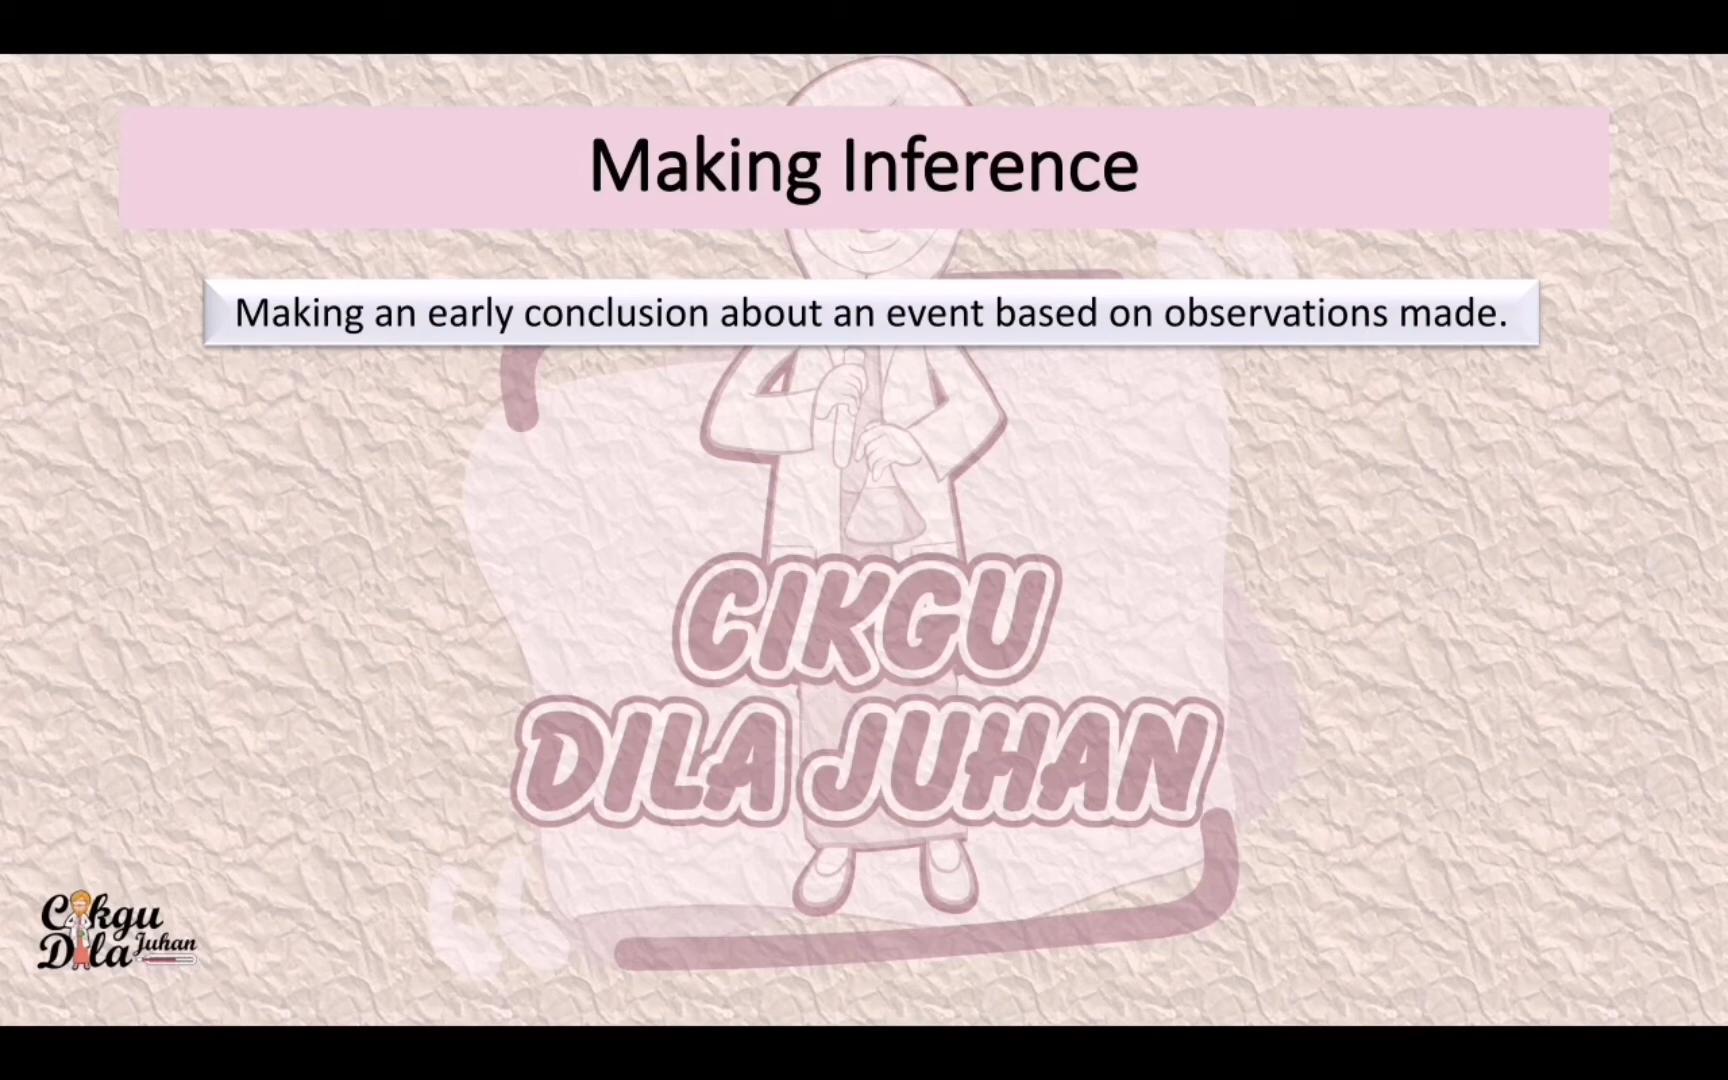 Making Inference
Making an early conclusion about an event based on observations made.
CIKGU
DILA JUHAN
Cikgu
Dila Juhan